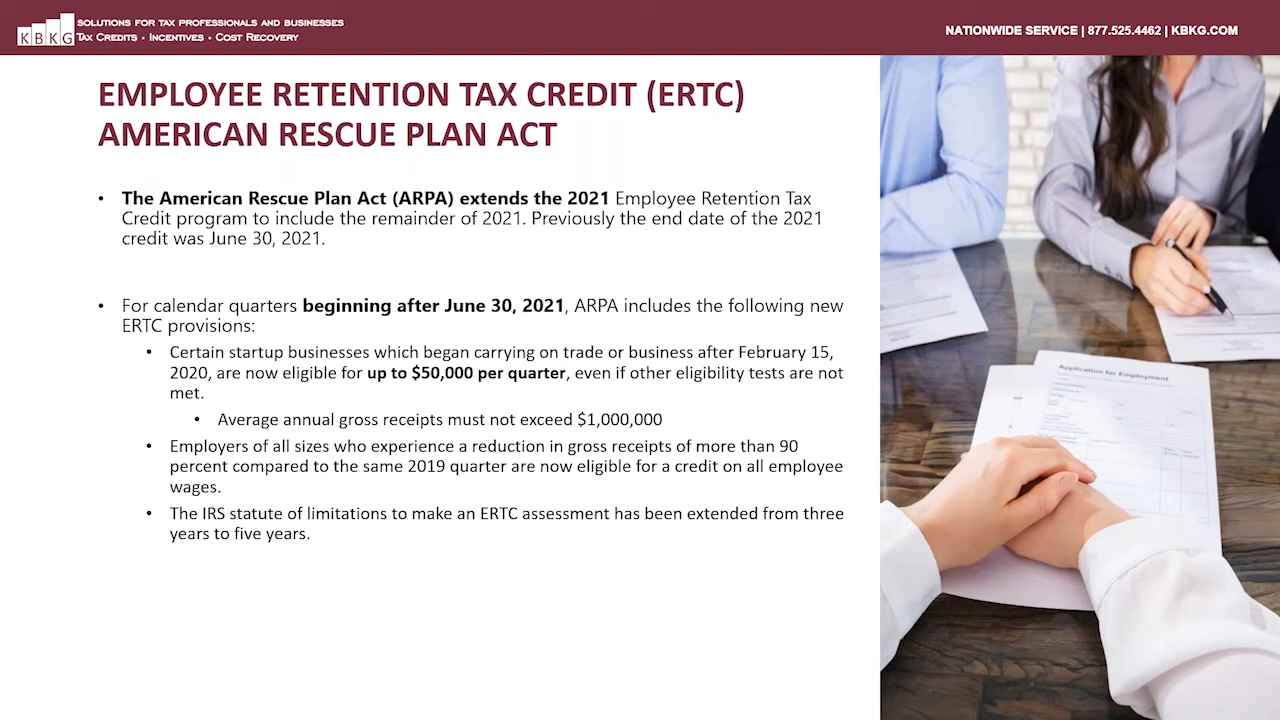 SOLUTIONS FOR TAX PROFESSIONALS AND BUSINESSES
KBKG
TAX CREDITS • INCENTIVES • COST RECOVERY
NATIONWIDE SERVICE | 877.525.4462 | KBKG.COM
EMPLOYEE RETENTION TAX CREDIT (ERTC)
AMERICAN RESCUE PLAN ACT
• The American Rescue Plan Act (ARPA) extends the 2021 Employee Retention Tax
Credit program to include the remainder of 2021. Previously the end date of the 2021
credit was June 30, 2021.
• For calendar quarters beginning after June 30, 2021, ARPA includes the following new
ERTC provisions:
• Certain startup businesses which began carrying on trade or business after February 15,
2020, are now eligible for up to $50,000 per quarter, even if other eligibility tests are not
met.
• Average annual gross receipts must not exceed $1,000,000
• Employers of all sizes who experience a reduction in gross receipts of more than 90
percent compared to the same 2019 quarter are now eligible for a credit on all employee
wages.
• The IRS statute of limitations to make an ERTC assessment has been extended from three
years to five years.
Application for Employment